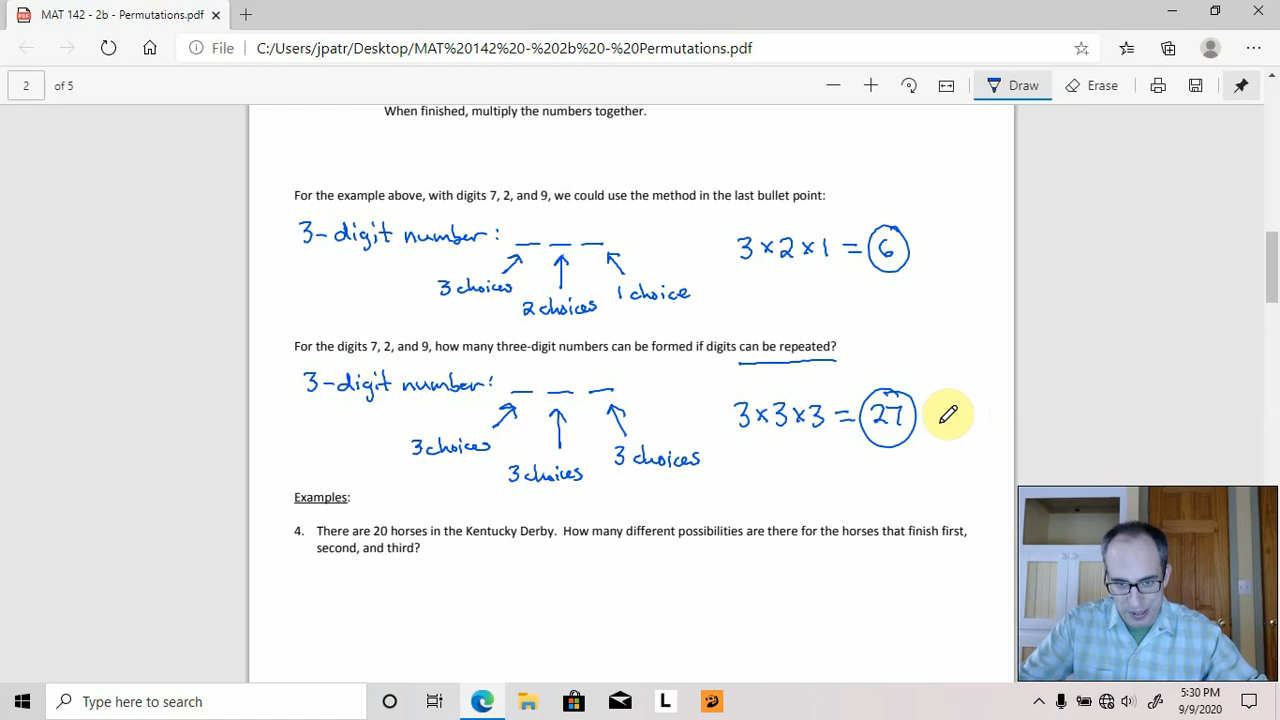 MAT 142 - 2b - Permutations.pdf
File C:/Users/jpatr/Desktop/MAT%20142%20-%202b%20-%20Permutations.pdf
2 of 5 Draw Erase
When finished, multiply the numbers together.
For the example above, with digits 7, 2, and 9, we could use the method in the last bullet point:
3-digit number: _ _ _ 3 × 2 × 1 = 6
3 choices 2 choices 1 choice
For the digits 7, 2, and 9, how many three-digit numbers can be formed if digits can be repeated?
3-digit number: _ _ _ 3 × 3 × 3 = 27
3 choices 3 choices 3 choices
Examples:
4. There are 20 horses in the Kentucky Derby. How many different possibilities are there for the horses that finish first,
second, and third?
Type here to search
L
5:30 PM
9/9/2020